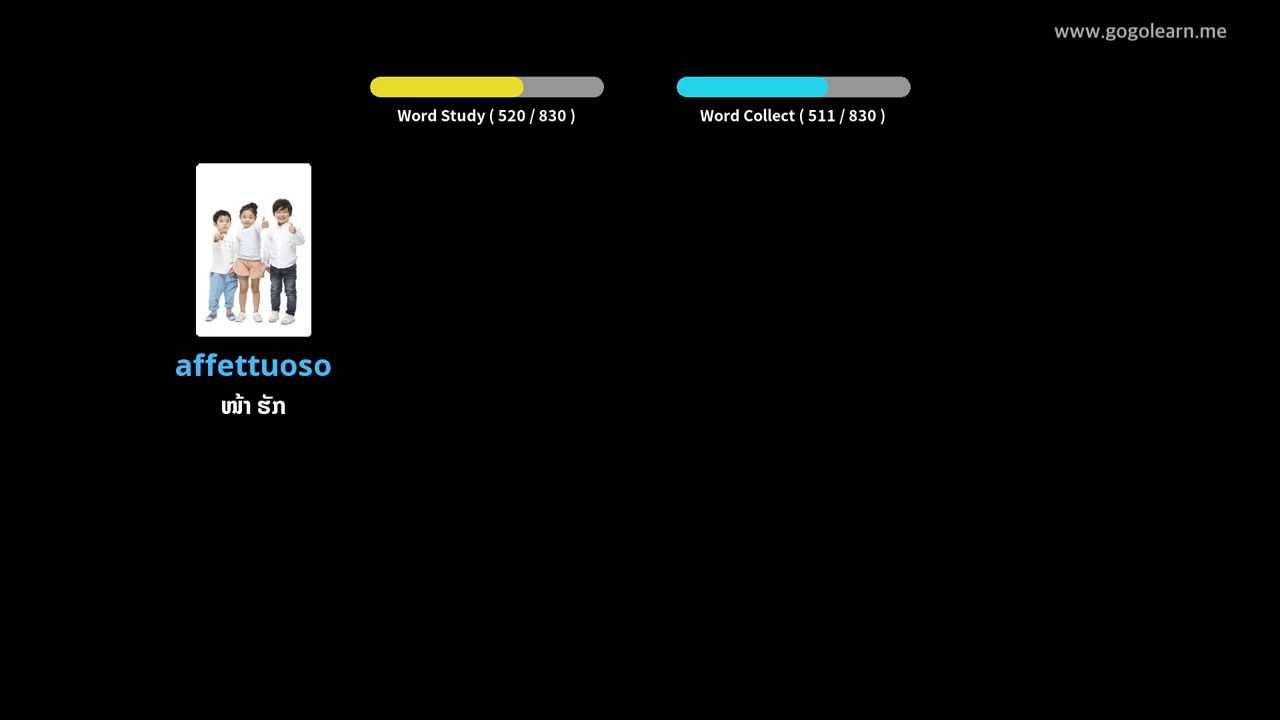 www.gogolearn.me
Word Study ( 520 / 830 )
Word Collect ( 511 / 830 )
affettuoso
ໜ້າ ຮັກ